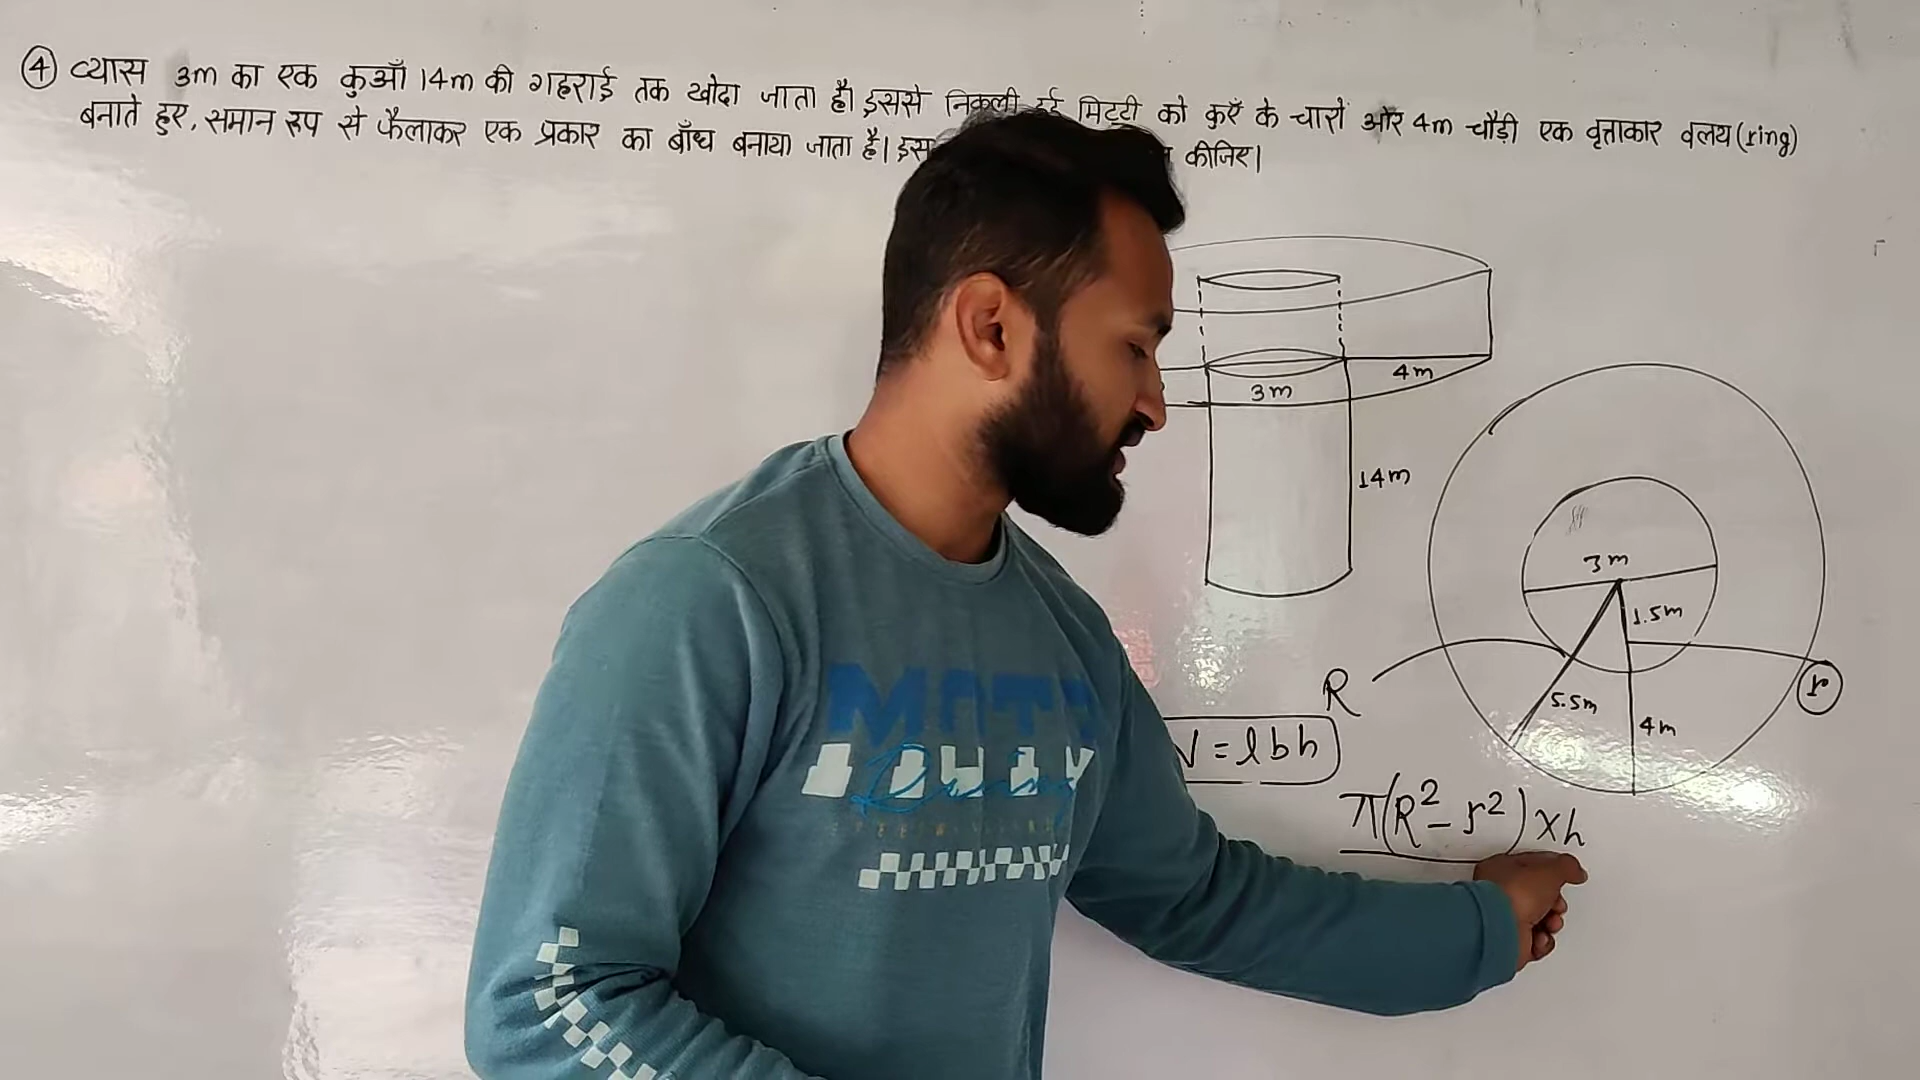 ④ व्यास 3m का एक कुआँ 14m की गहराई तक खोदा जाता है। इससे निकली हुई मिट्टी को कुएँ के चारों ओर 4m चौड़ी एक वृत्ताकार वलय (ring)
बनाते हुए, समान रूप से फैलाकर एक प्रकार का बाँध बनाया जाता है। इस कीजिए।
3m
4m
14m
3m
1.5m
R
5.5m
r
4m
V = lbh
π(R² - r²) × h